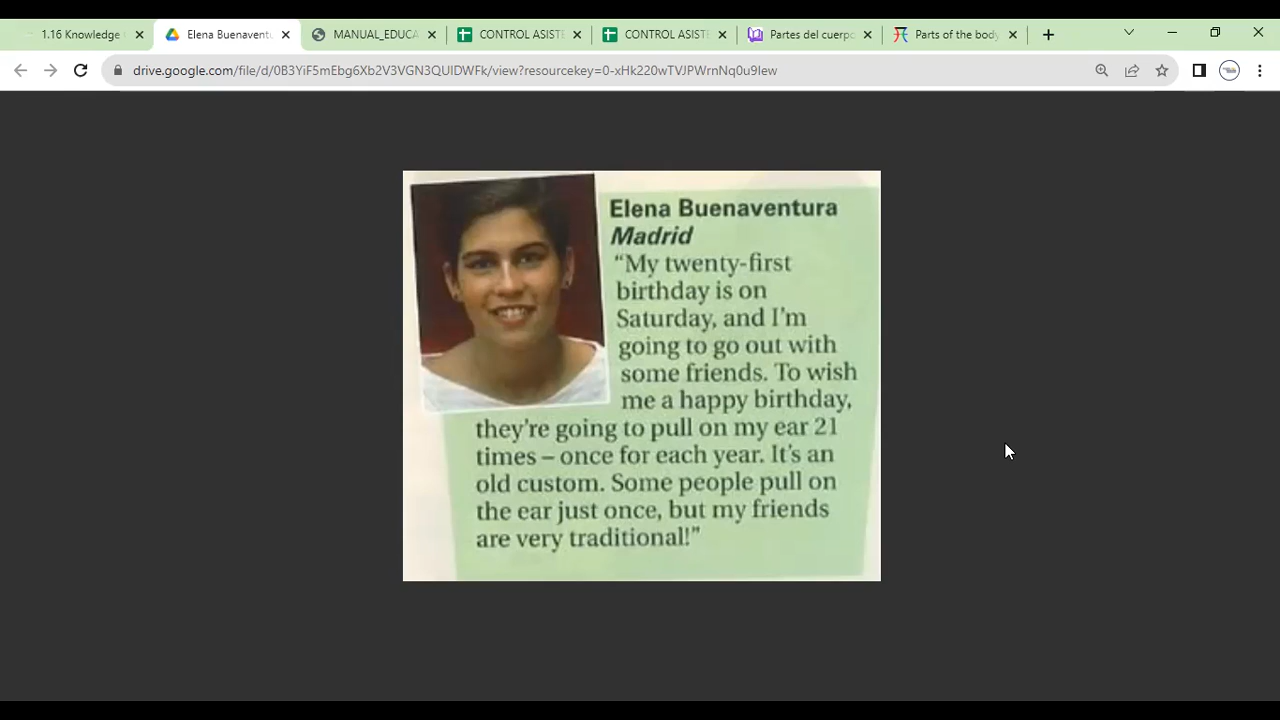 1.16 Knowledge
Elena Buenavent
MANUAL_EDUCA
CONTROL ASISTE
CONTROL ASISTE
Partes del cuerpo
Parts of the body
drive.google.com/file/d/0B3YiF5mEbg6Xb2V3VGN3QUlDWFk/view?resourcekey=0-xHk220wTVJPWrnNq0u9Iew
Elena Buenaventura
Madrid
“My twenty-first
birthday is on
Saturday, and I'm
going to go out with
some friends. To wish
me a happy birthday,
they're going to pull on my ear 21
times – once for each year. It's an
old custom. Some people pull on
the ear just once, but my friends
are very traditional!”